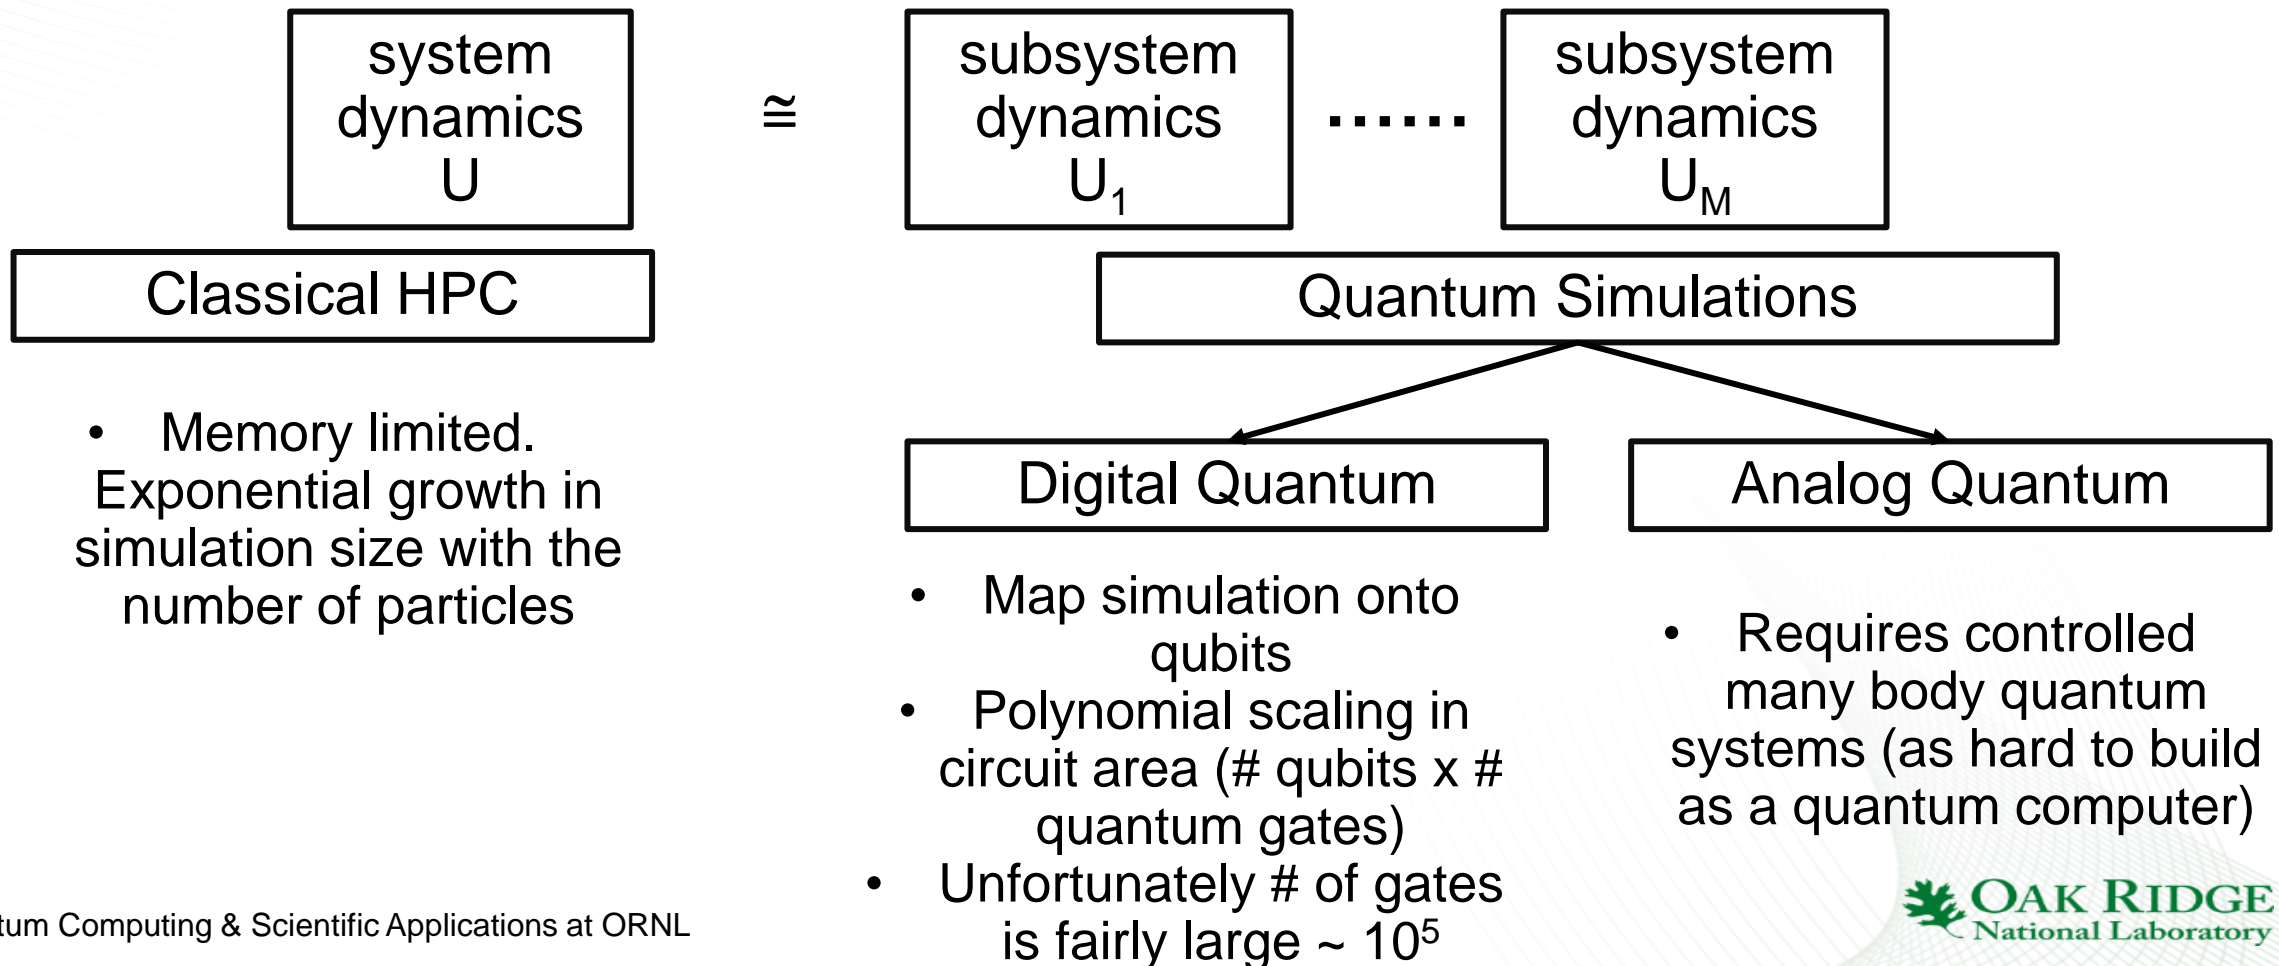 system
dynamics
U
≅
subsystem
dynamics
U₁
......
subsystem
dynamics
U_M
Classical HPC
Quantum Simulations
• Memory limited.
Exponential growth in
simulation size with the
number of particles
Digital Quantum
Analog Quantum
• Map simulation onto
qubits
• Polynomial scaling in
circuit area (# qubits x #
quantum gates)
• Unfortunately # of gates
is fairly large ~ 10⁵
• Requires controlled
many body quantum
systems (as hard to build
as a quantum computer)
tum Computing & Scientific Applications at ORNL
OAK RIDGE
National Laboratory